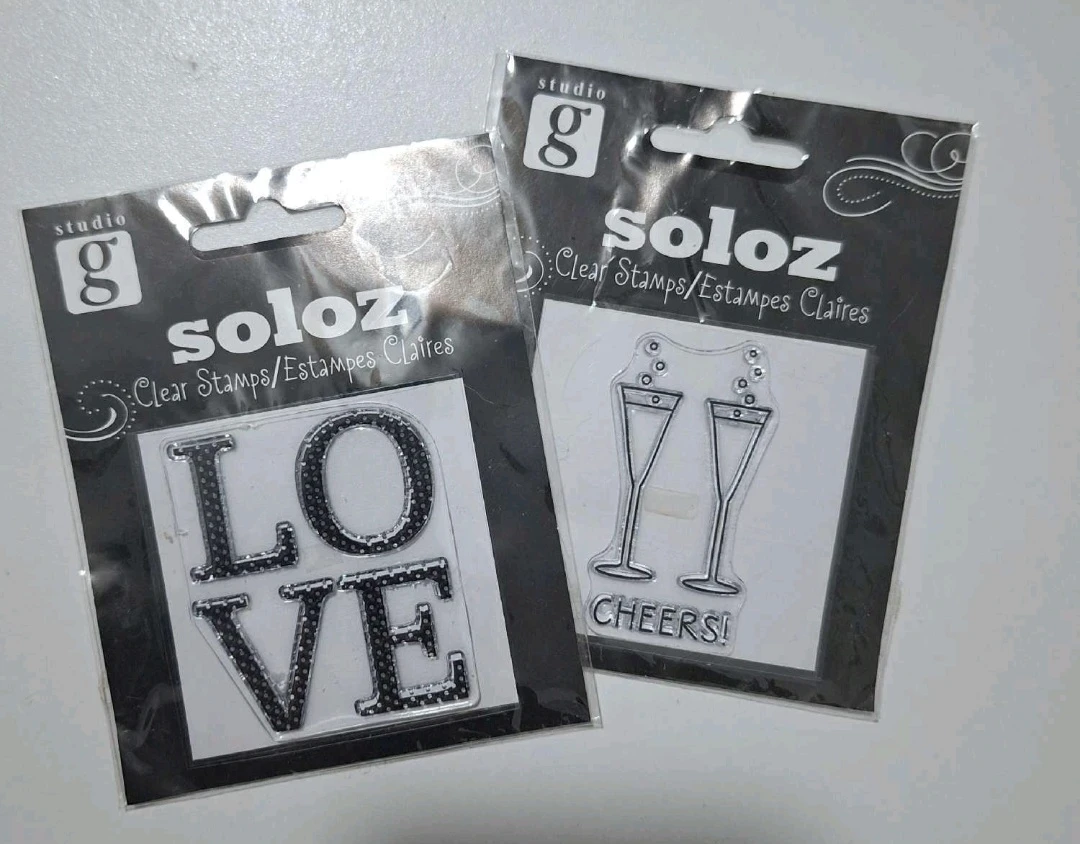 studio
g
soloz
Clear Stamps/Estampes Claires
LO
VE
studio
g
soloz
Clear Stamps/Estampes Claires
CHEERS!